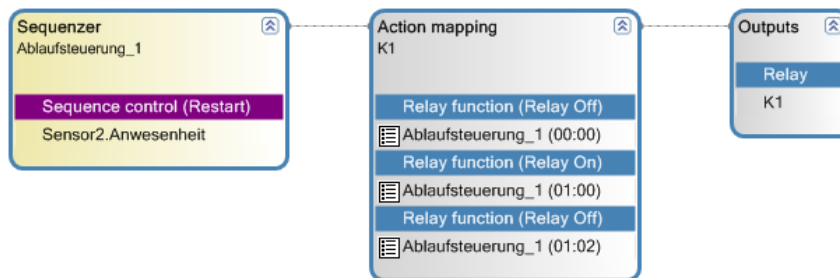 Sequenzer
Ablaufsteuerung_1
Sequence control (Restart)
Sensor2.Anwesenheit
Action mapping
K1
Relay function (Relay Off)
Ablaufsteuerung_1 (00:00)
Relay function (Relay On)
Ablaufsteuerung_1 (01:00)
Relay function (Relay Off)
Ablaufsteuerung_1 (01:02)
Outputs
Relay
K1